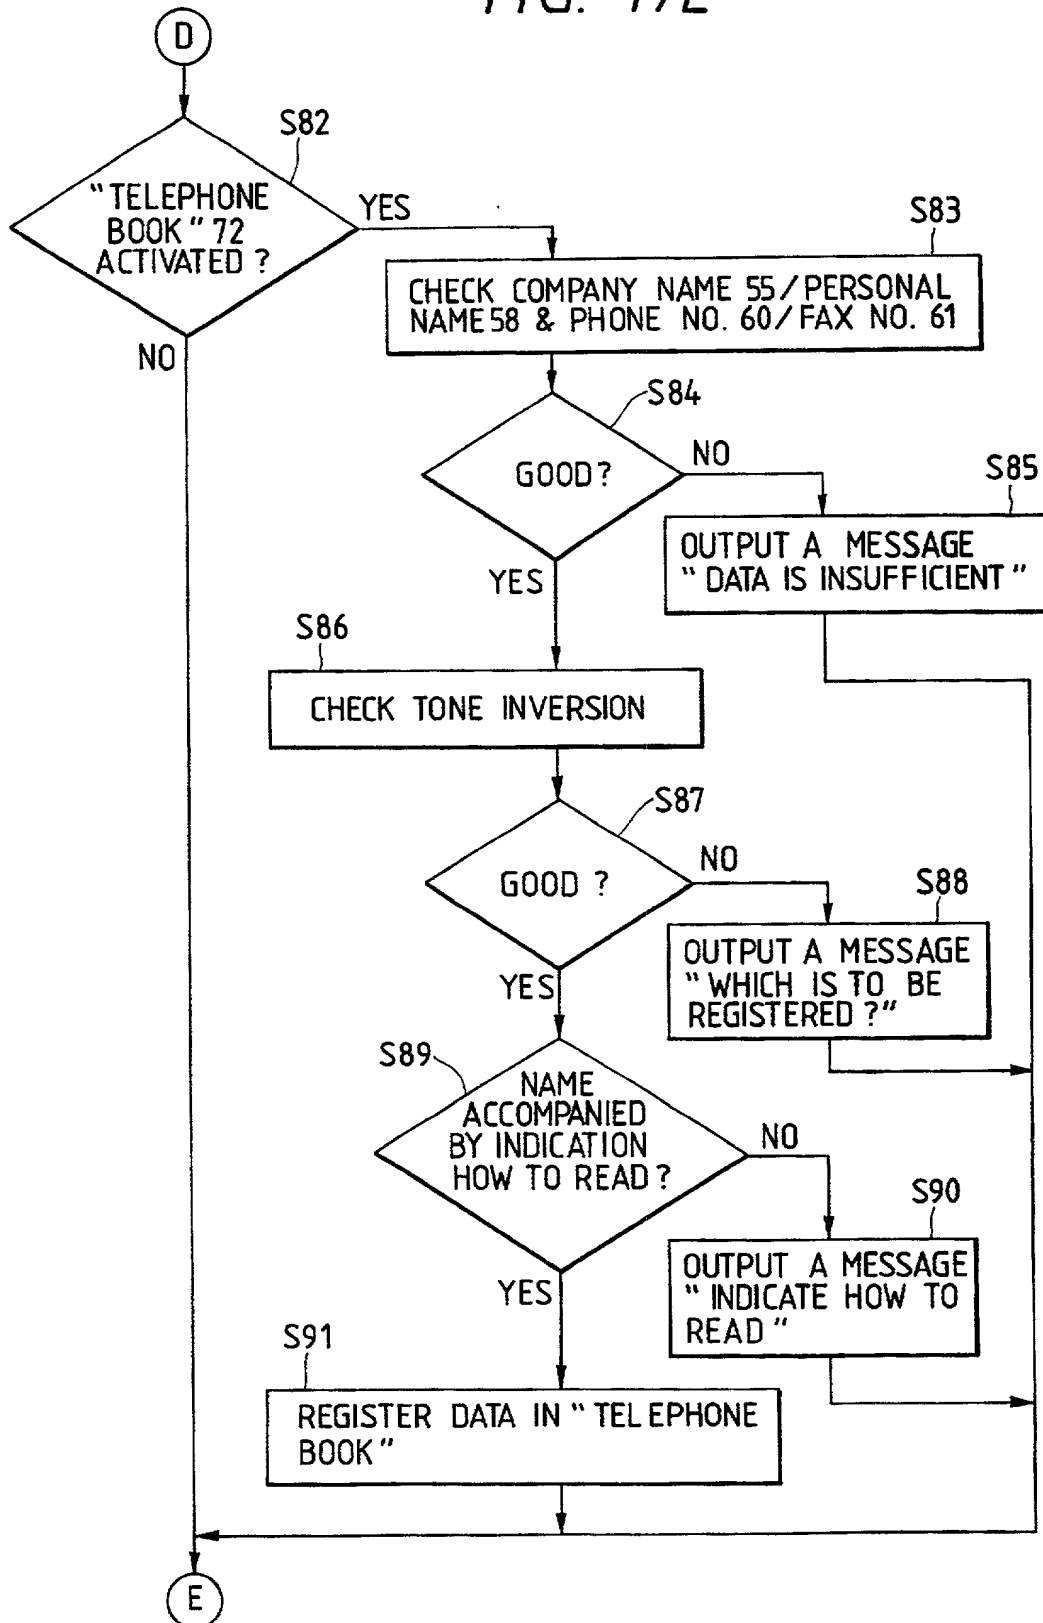 D
S82
"TELEPHONE
BOOK" 72
ACTIVATED ?
YES
NO
S83
CHECK COMPANY NAME 55/PERSONAL
NAME 58 & PHONE NO. 60/FAX NO. 61
S84
GOOD?
NO
YES
S85
OUTPUT A MESSAGE
"DATA IS INSUFFICIENT"
S86
CHECK TONE INVERSION
S87
GOOD ?
NO
YES
S88
OUTPUT A MESSAGE
"WHICH IS TO BE
REGISTERED ?"
S89
NAME
ACCOMPANIED
BY INDICATION
HOW TO READ ?
NO
YES
S90
OUTPUT A MESSAGE
"INDICATE HOW TO
READ"
S91
REGISTER DATA IN "TELEPHONE
BOOK"
E